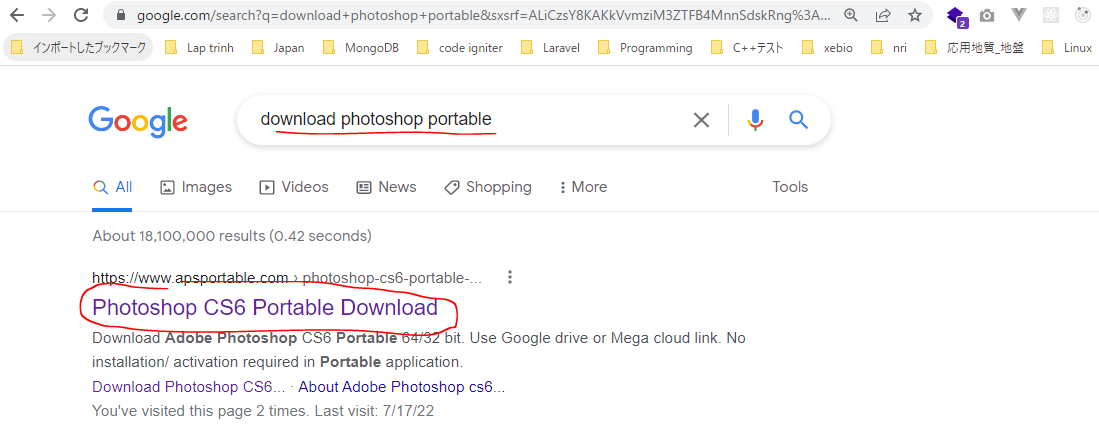 google.com/search?q=download+photoshop+portable&sxsrf=ALiCzsY8KAKkVvmziM3ZTFB4MnnSdskRng%3A...
2
インポートしたブックマーク Lap trinh Japan MongoDB code igniter Laravel Programming C++テスト xebio nri 応用地質_地盤 Linux
Google download photoshop portable
All Images Videos News Shopping More Tools
About 18,100,000 results (0.42 seconds)
https://www.apsportable.com › photoshop-cs6-portable-...
Photoshop CS6 Portable Download
Download Adobe Photoshop CS6 Portable 64/32 bit. Use Google drive or Mega cloud link. No
installation/ activation required in Portable application.
Download Photoshop CS6... · About Adobe Photoshop cs6...
You've visited this page 2 times. Last visit: 7/17/22